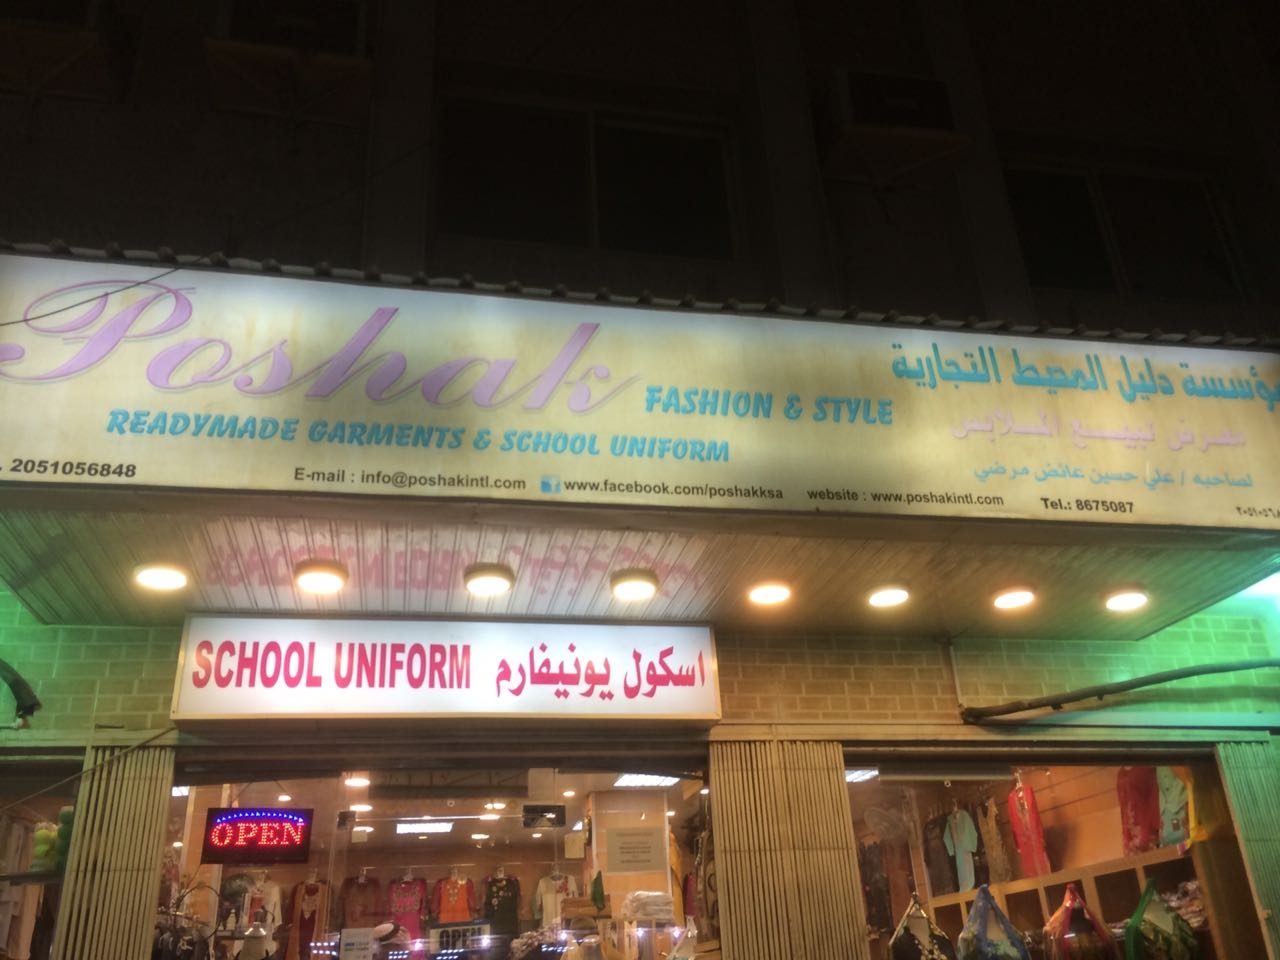 Poshak FASHION & STYLE
مؤسسة دليل المحيط التجارية
READYMADE GARMENTS & SCHOOL UNIFORM
معرض لبيع الملابس
لصاحبه / علي حسين عائض مرضي
2051056848
E-mail : info@poshakintl.com
www.facebook.com/poshakksa
website : www.poshakintl.com
Tel.: 8675087
SCHOOL UNIFORM اسكول يونيفارم
OPEN
OPEN